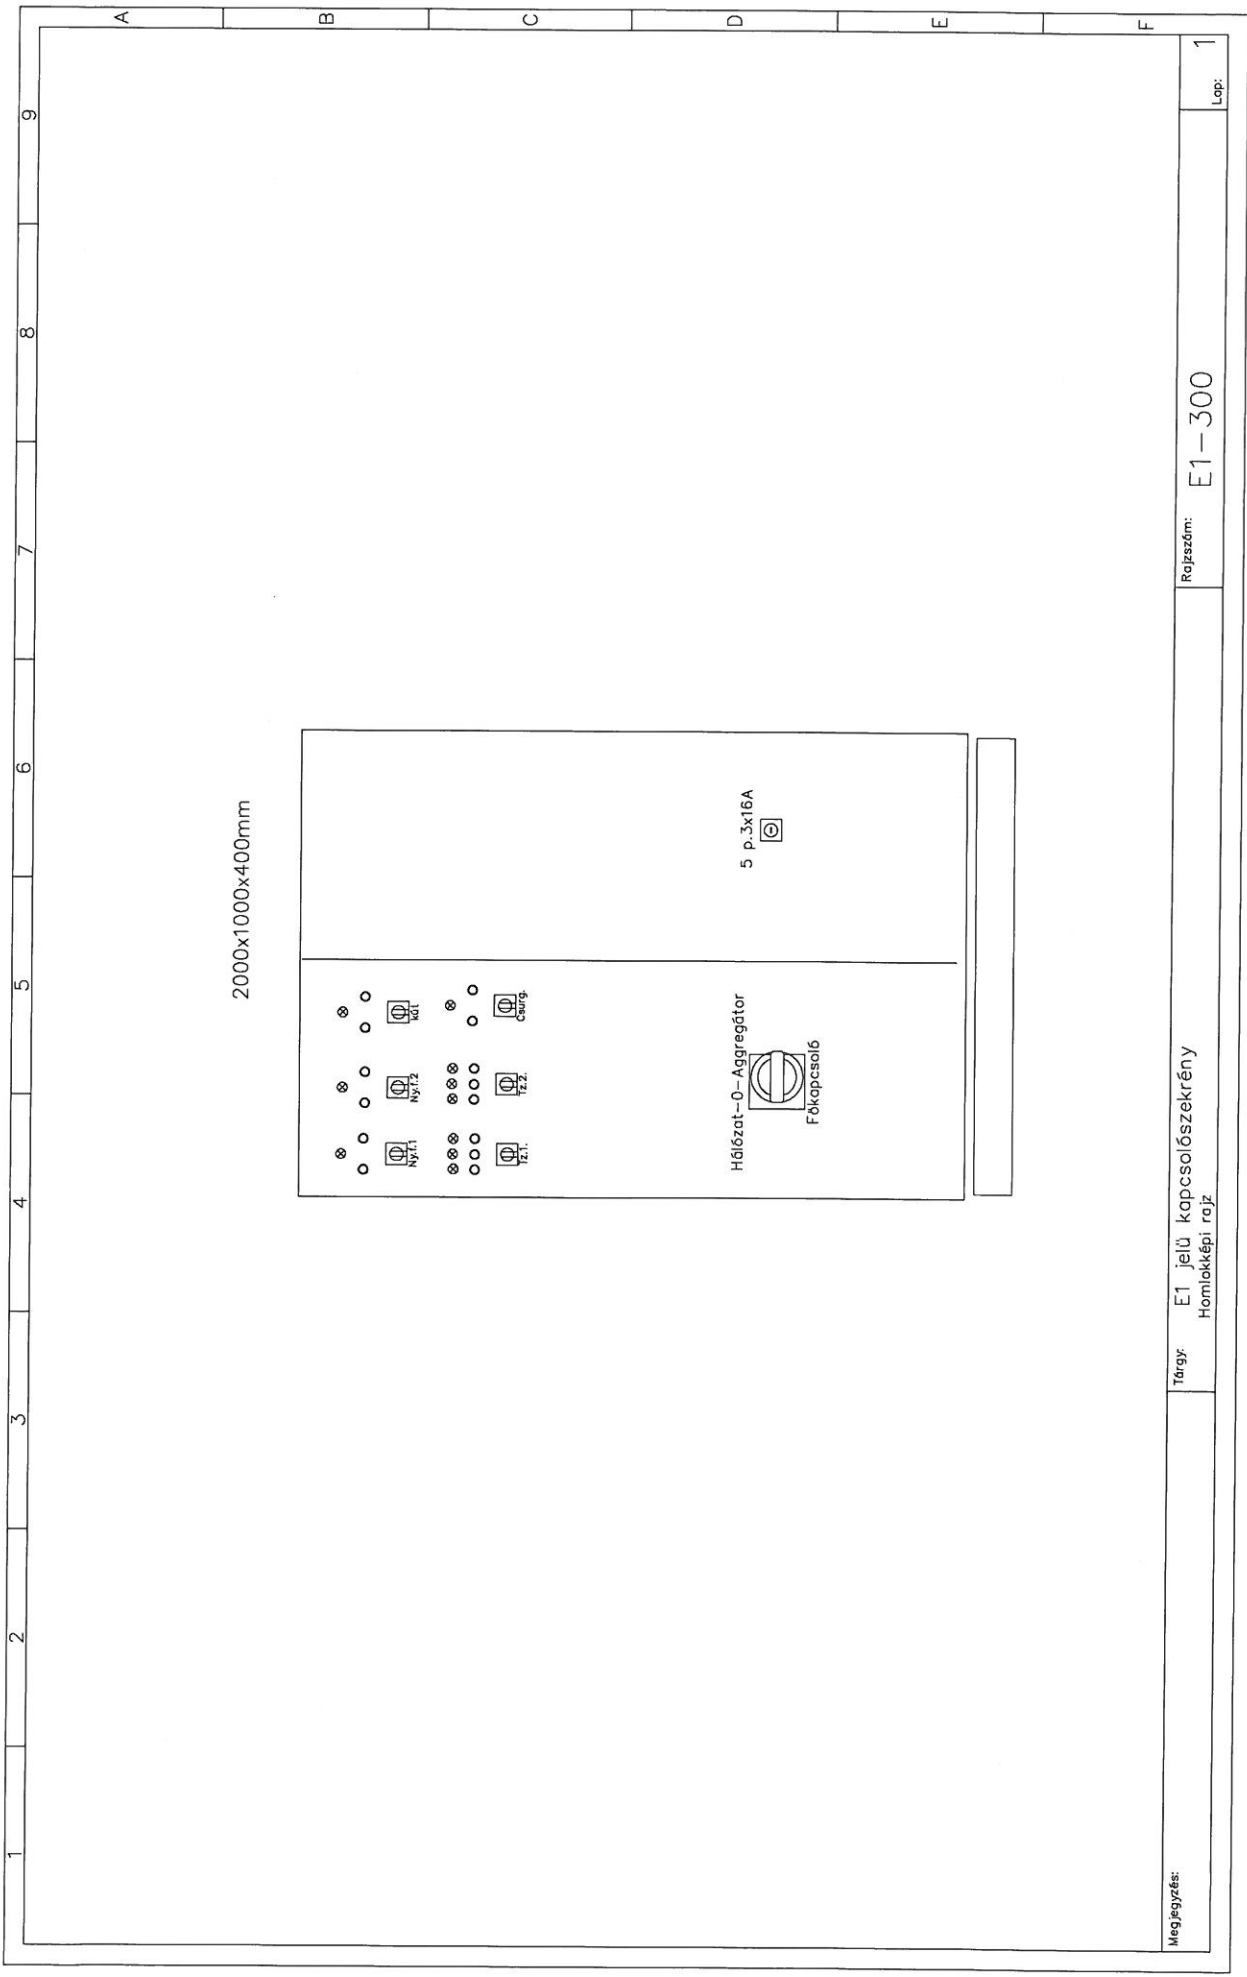 1 2 3 4 5 6 7 8 9
A
B
C
D
E
F
2000x1000x400mm
Ny.f.1 Ny.f.2 kút
Tz.1. Tz.2. Csurg.
Hálózat-0-Aggregátor
Főkapcsoló
5 p.3x16A
Megjegyzés:
Tárgy: E1 jelű kapcsolószekrény
Homlokképi rajz
Rajzszám: E1-300
Lap: 1